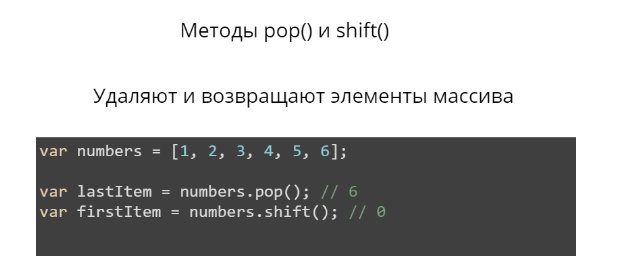 Методы pop() и shift()
Удаляют и возвращают элементы массива
var numbers = [1, 2, 3, 4, 5, 6];
var lastItem = numbers.pop(); // 6
var firstItem = numbers.shift(); // 0